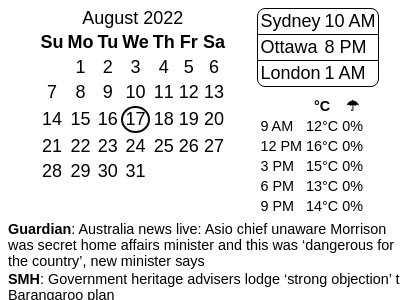 August 2022
Su Mo Tu We Th Fr Sa
1 2 3 4 5 6
7 8 9 10 11 12 13
14 15 16 17 18 19 20
21 22 23 24 25 26 27
28 29 30 31
Sydney 10 AM
Ottawa 8 PM
London 1 AM
°C ☂
9 AM 12°C 0%
12 PM 16°C 0%
3 PM 15°C 0%
6 PM 13°C 0%
9 PM 14°C 0%
Guardian: Australia news live: Asio chief unaware Morrison
was secret home affairs minister and this was ‘dangerous for
the country’, new minister says
SMH: Government heritage advisers lodge ‘strong objection’ t
Barangaroo plan